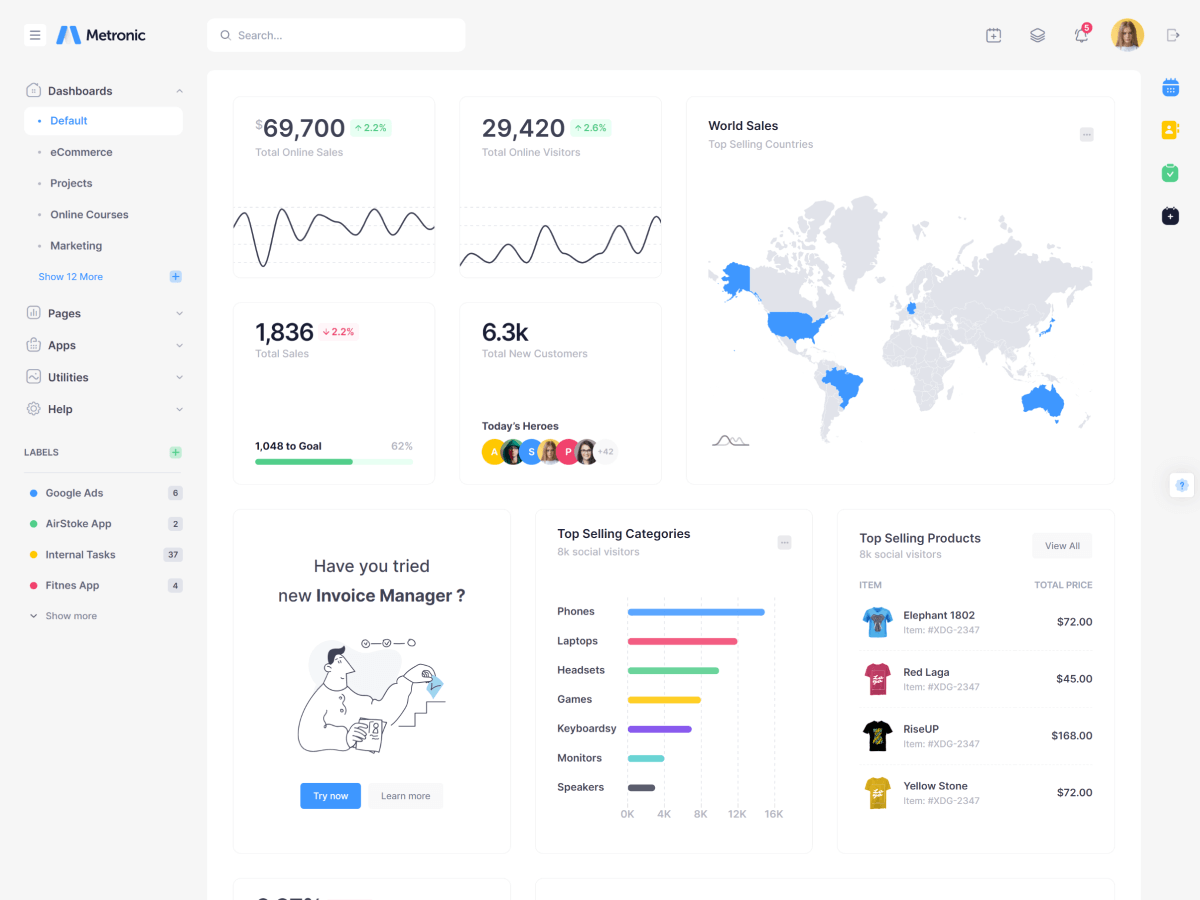 Metronic
Search...
5
Dashboards
Default
eCommerce
Projects
Online Courses
Marketing
Show 12 More
Pages
Apps
Utilities
Help
LABELS
Google Ads 6
AirStoke App 2
Internal Tasks 37
Fitnes App 4
Show more
$69,700 2.2%
Total Online Sales
29,420 2.6%
Total Online Visitors
World Sales
Top Selling Countries
1,836 2.2%
Total Sales
1,048 to Goal 62%
6.3k
Total New Customers
Today's Heroes
A S P +42
Have you tried
new Invoice Manager ?
Try now Learn more
Top Selling Categories
8k social visitors
Phones
Laptops
Headsets
Games
Keyboardsy
Monitors
Speakers
0K 4K 8K 12K 16K
Top Selling Products
8k social visitors
View All
ITEM TOTAL PRICE
Elephant 1802
Item: #XDG-2347
$72.00
Red Laga
Item: #XDG-2347
$45.00
RiseUP
Item: #XDG-2347
$168.00
Yellow Stone
Item: #XDG-2347
$72.00
?